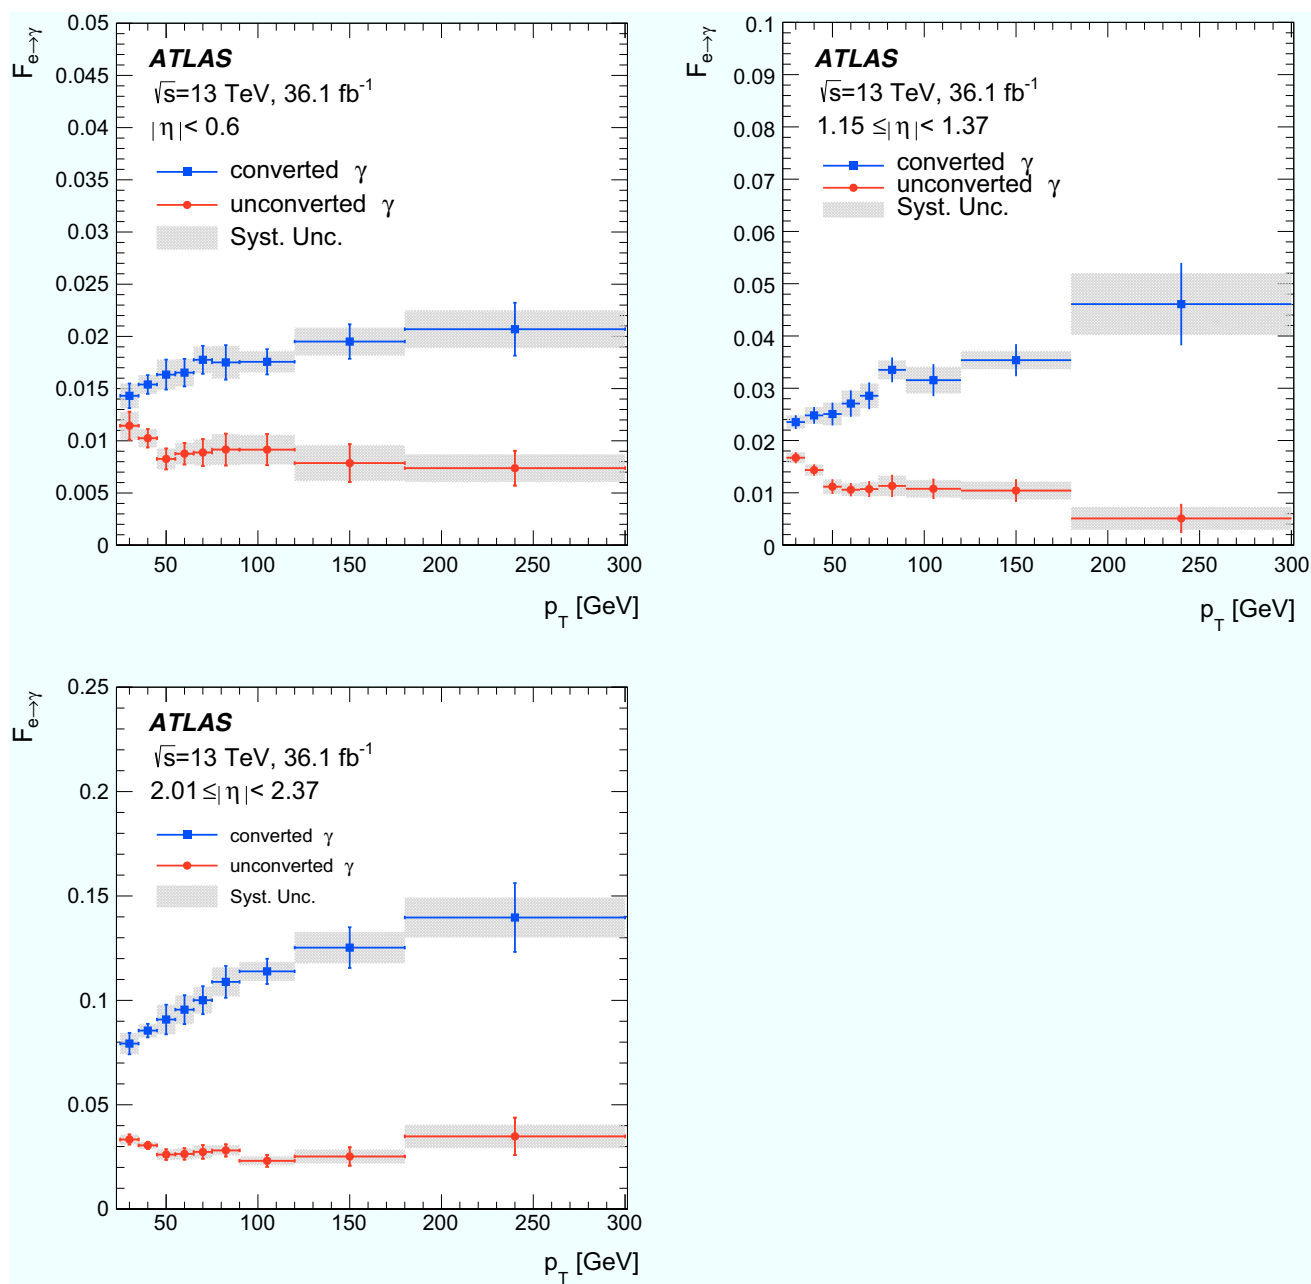 F e→γ
0.05
0.045
0.04
0.035
0.03
0.025
0.02
0.015
0.01
0.005
0
ATLAS
√s=13 TeV, 36.1 fb⁻¹
|η|< 0.6
converted γ
unconverted γ
Syst. Unc.
50 100 150 200 250 300
p_T [GeV]
F e→γ
0.1
0.09
0.08
0.07
0.06
0.05
0.04
0.03
0.02
0.01
0
ATLAS
√s=13 TeV, 36.1 fb⁻¹
1.15 ≤|η|< 1.37
converted γ
unconverted γ
Syst. Unc.
50 100 150 200 250 300
p_T [GeV]
F e→γ
0.25
0.2
0.15
0.1
0.05
0
ATLAS
√s=13 TeV, 36.1 fb⁻¹
2.01 ≤|η|< 2.37
converted γ
unconverted γ
Syst. Unc.
50 100 150 200 250 300
p_T [GeV]